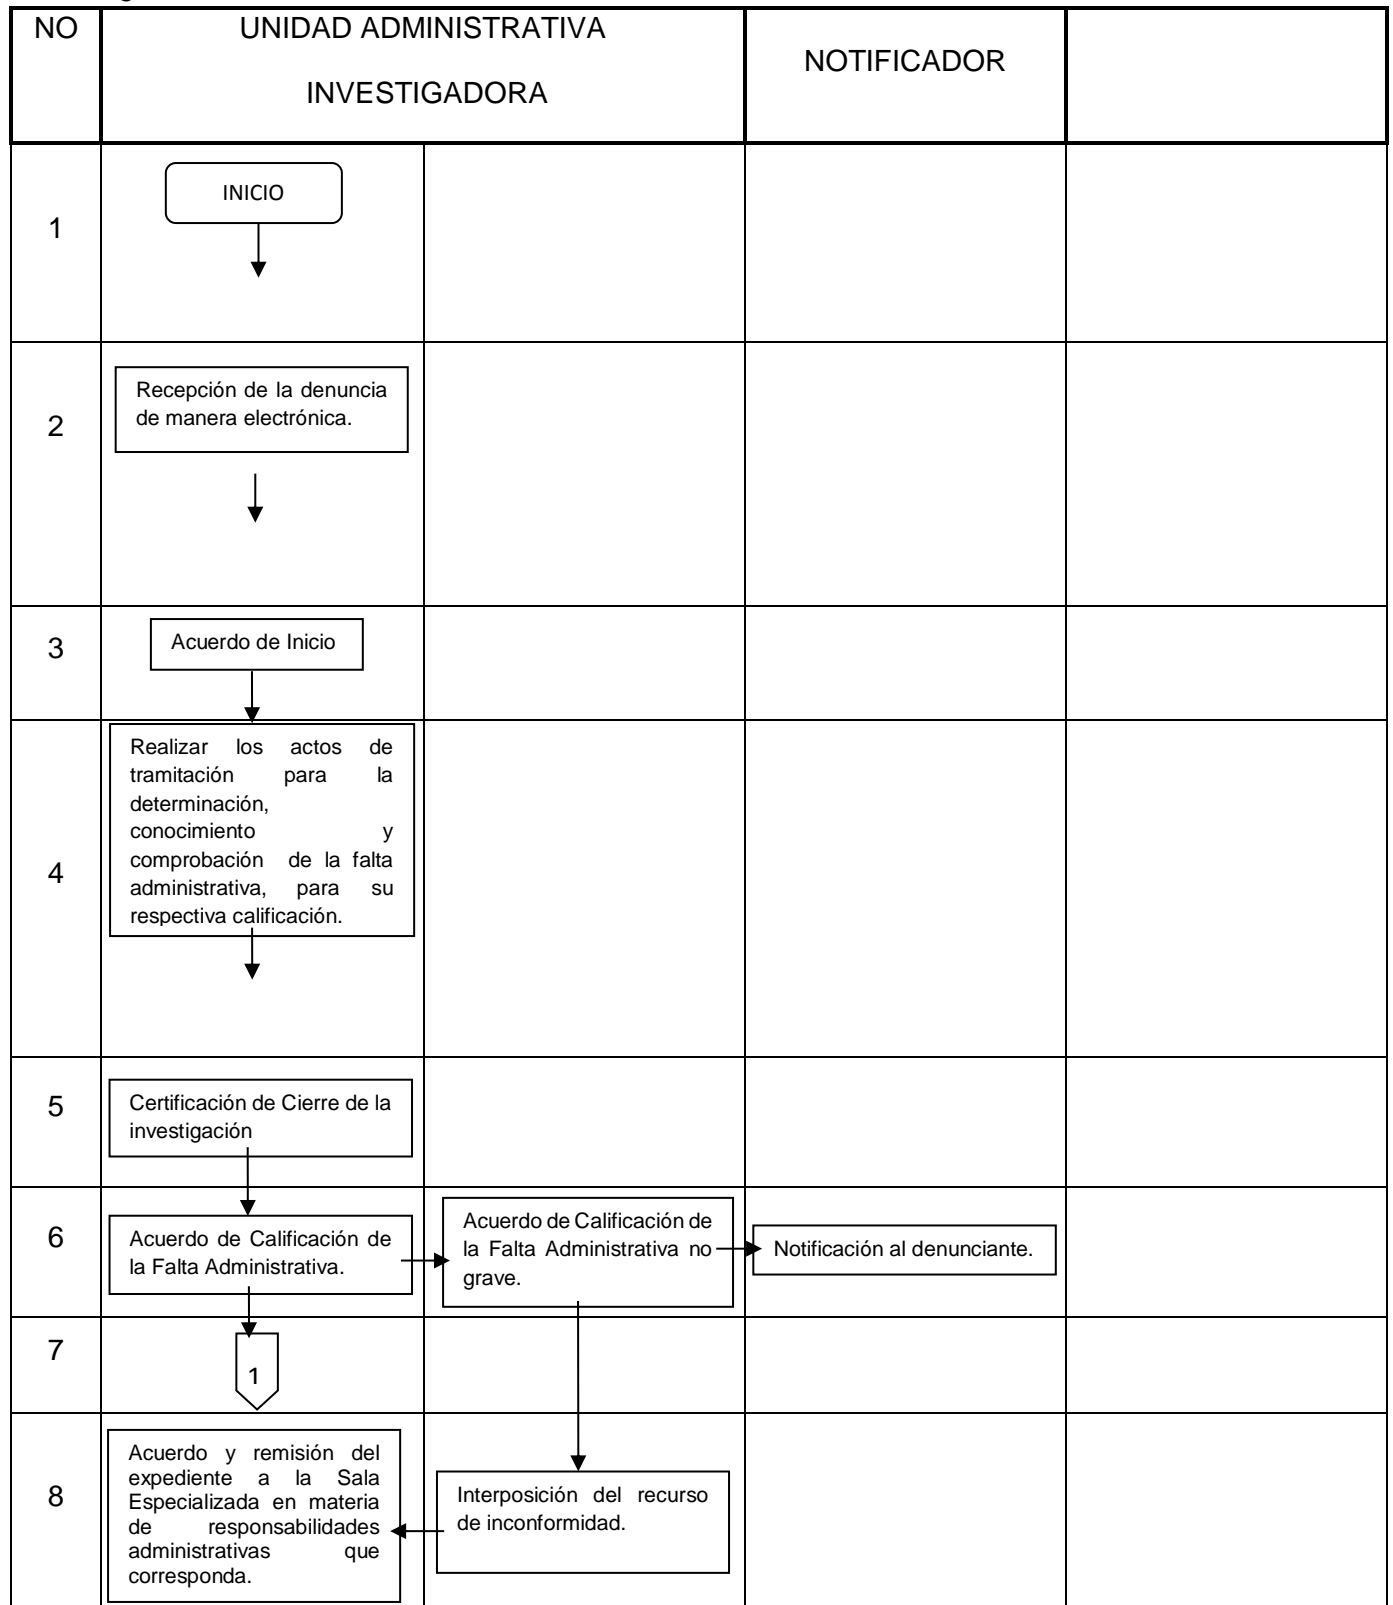 NO
UNIDAD ADMINISTRATIVA
INVESTIGADORA
NOTIFICADOR
1
INICIO
2
Recepción de la denuncia
de manera electrónica.
3
Acuerdo de Inicio
4
Realizar los actos de
tramitación para la
determinación,
conocimiento y
comprobación de la falta
administrativa, para su
respectiva calificación.
5
Certificación de Cierre de la
investigación
6
Acuerdo de Calificación de
la Falta Administrativa.
Acuerdo de Calificación de
la Falta Administrativa no
grave.
Notificación al denunciante.
7
1
8
Acuerdo y remisión del
expediente a la Sala
Especializada en materia
de responsabilidades
administrativas que
corresponda.
Interposición del recurso
de inconformidad.